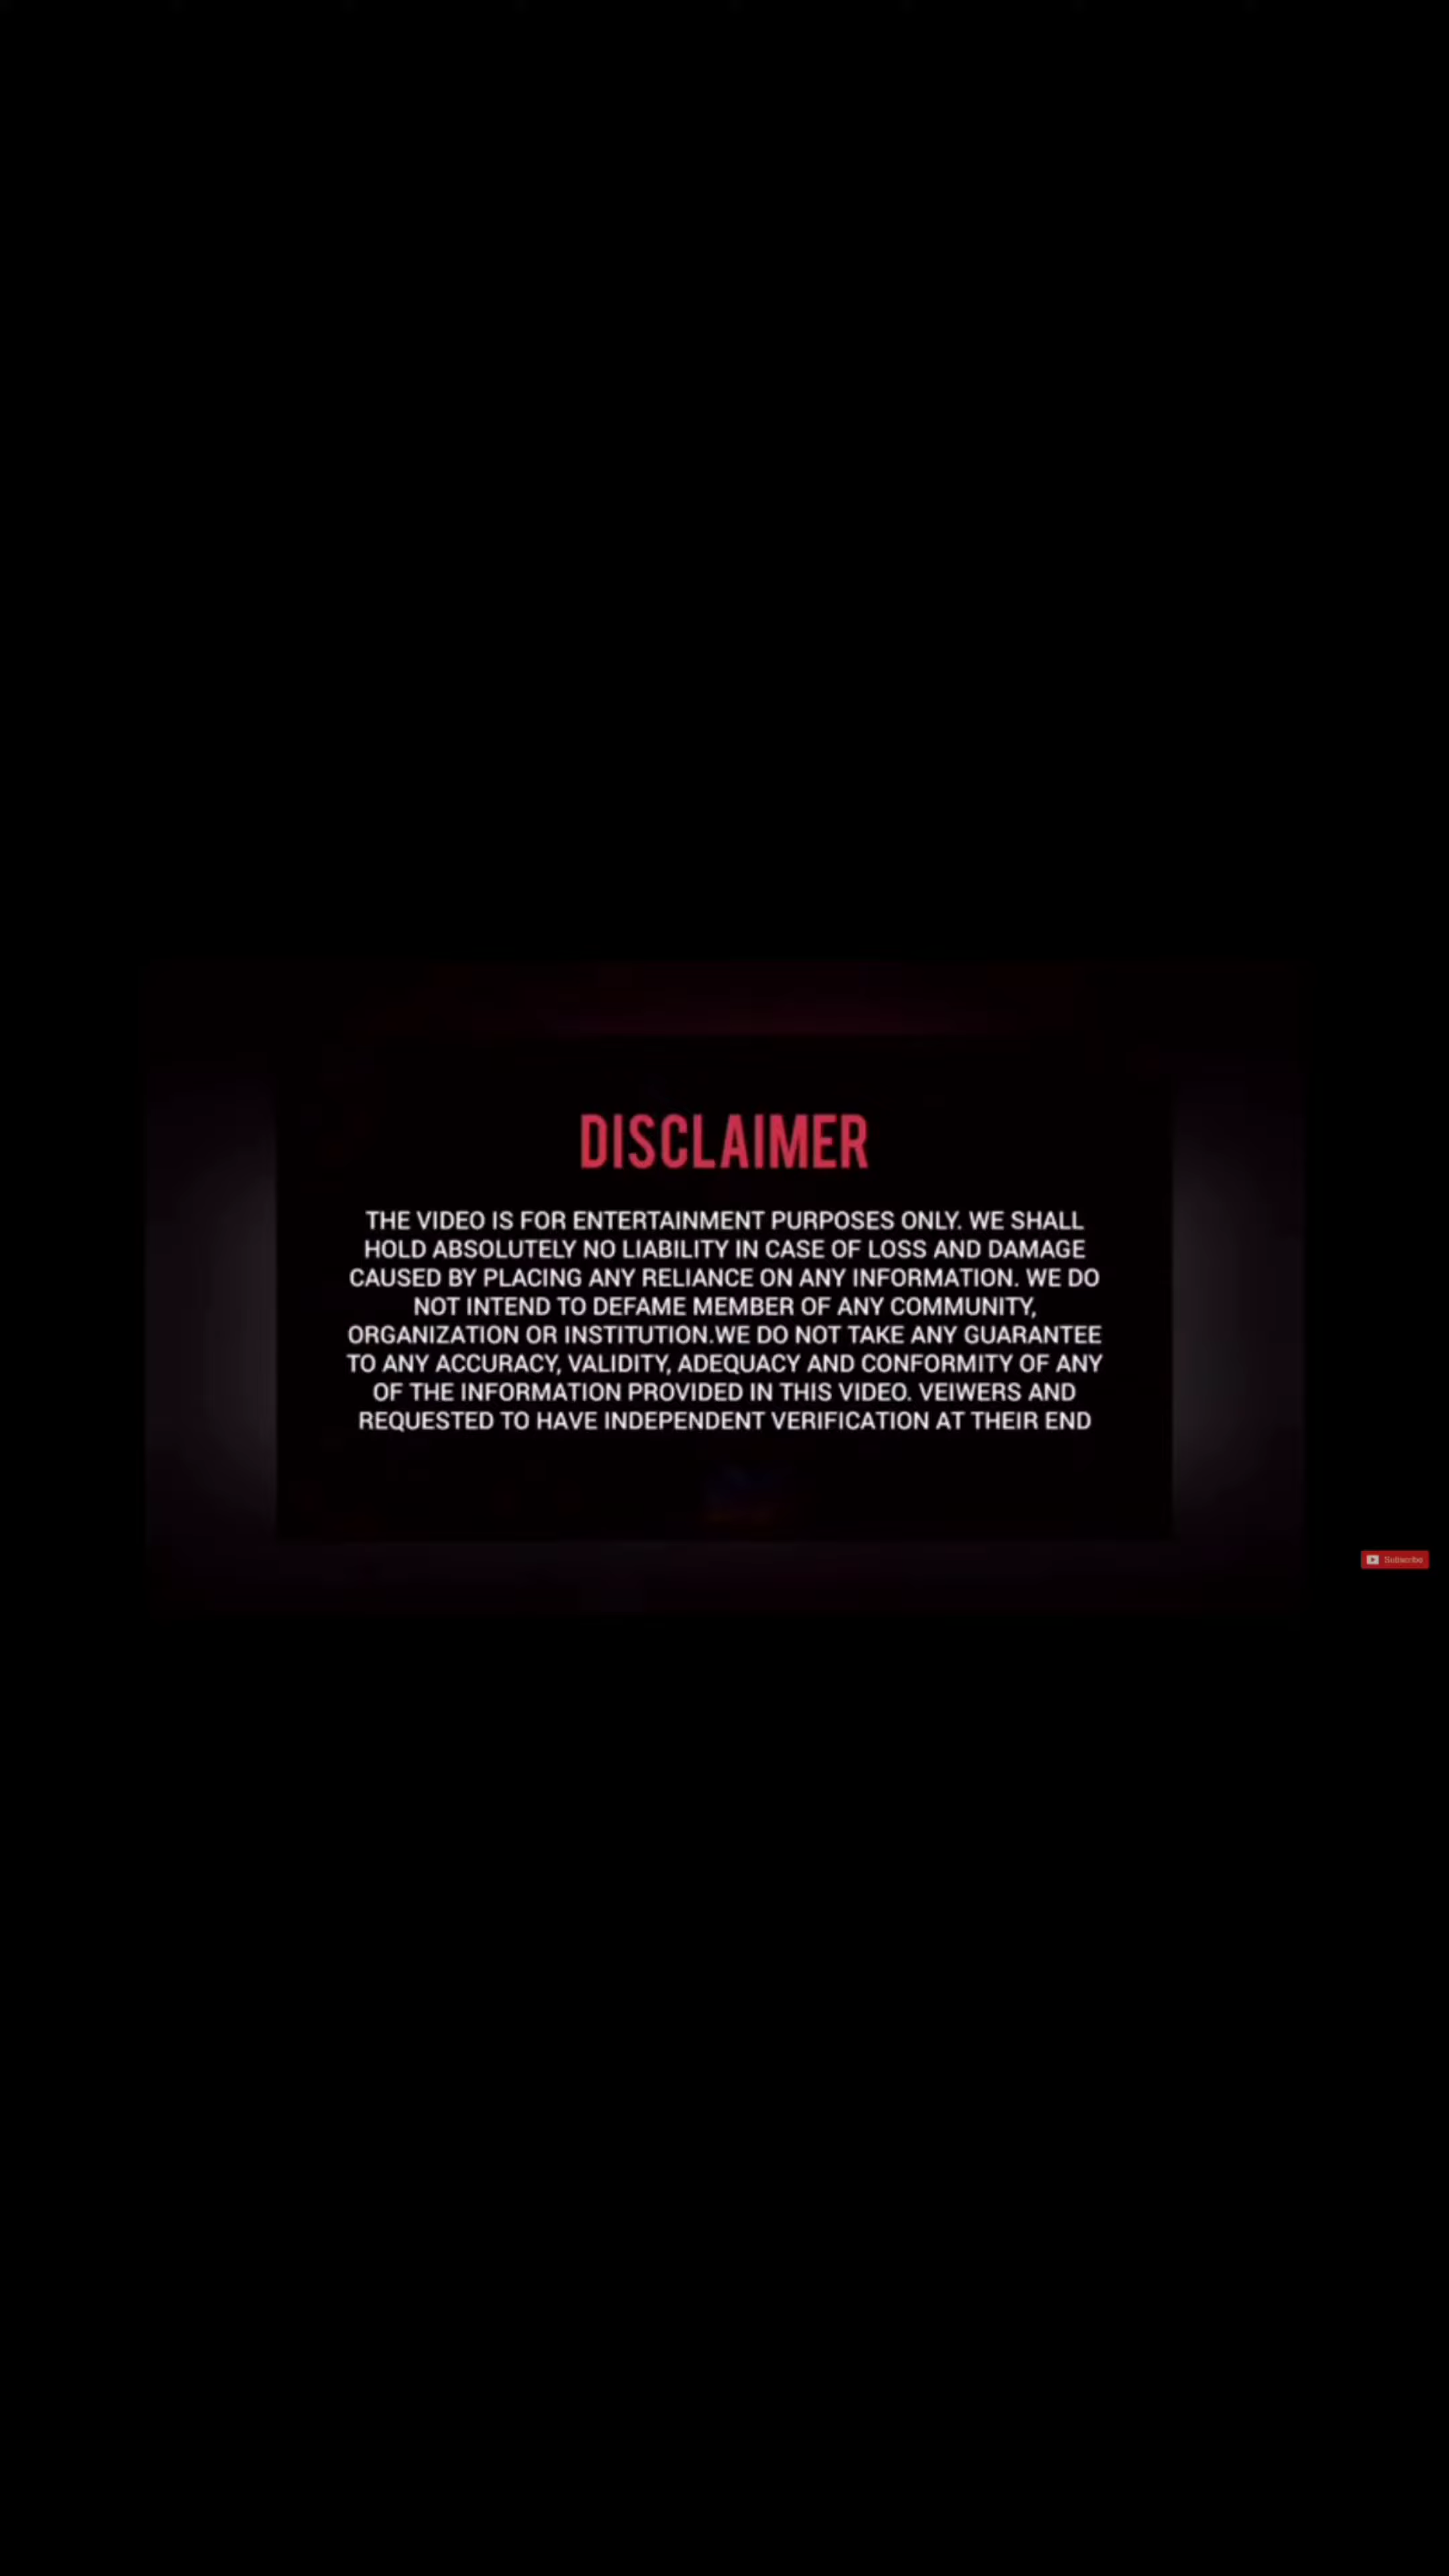 DISCLAIMER
THE VIDEO IS FOR ENTERTAINMENT PURPOSES ONLY. WE SHALL
HOLD ABSOLUTELY NO LIABILITY IN CASE OF LOSS AND DAMAGE
CAUSED BY PLACING ANY RELIANCE ON ANY INFORMATION. WE DO
NOT INTEND TO DEFAME MEMBER OF ANY COMMUNITY,
ORGANIZATION OR INSTITUTION.WE DO NOT TAKE ANY GUARANTEE
TO ANY ACCURACY, VALIDITY, ADEQUACY AND CONFORMITY OF ANY
OF THE INFORMATION PROVIDED IN THIS VIDEO. VEIWERS AND
REQUESTED TO HAVE INDEPENDENT VERIFICATION AT THEIR END
Subscribe